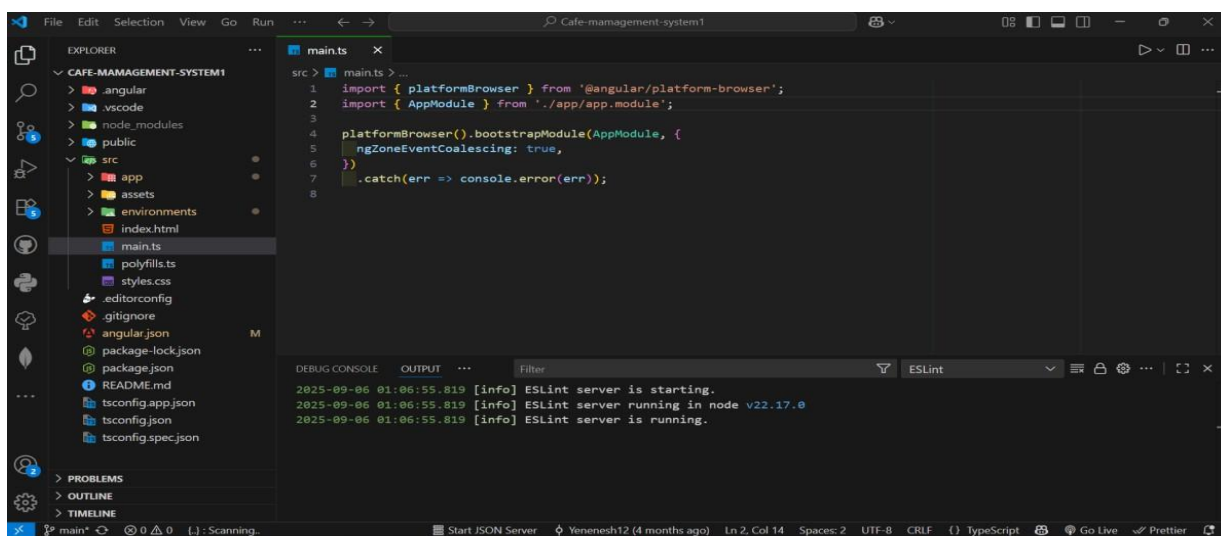 File Edit Selection View Go Run ··· Cafe-mamagement-system1
EXPLORER ···
CAFE-MAMAGEMENT-SYSTEM1
.angular
.vscode
node_modules
public
src
app
assets
environments
index.html
main.ts
polyfills.ts
styles.css
.editorconfig
.gitignore
angular.json M
package-lock.json
package.json
README.md
tsconfig.app.json
tsconfig.json
tsconfig.spec.json
PROBLEMS
OUTLINE
TIMELINE
main.ts ×
src > main.ts > ...
1 import { platformBrowser } from '@angular/platform-browser';
2 import { AppModule } from './app/app.module';
3
4 platformBrowser().bootstrapModule(AppModule, {
5 ngZoneEventCoalescing: true,
6 })
7 .catch(err => console.error(err));
8
DEBUG CONSOLE OUTPUT ··· Filter ESLint
2025-09-06 01:06:55.819 [info] ESLint server is starting.
2025-09-06 01:06:55.819 [info] ESLint server running in node v22.17.0
2025-09-06 01:06:55.819 [info] ESLint server is running.
5
5
2
main* 0 0 {..} : Scanning.. Start JSON Server Yenenesh12 (4 months ago) Ln 2, Col 14 Spaces: 2 UTF-8 CRLF {} TypeScript Go Live Prettier